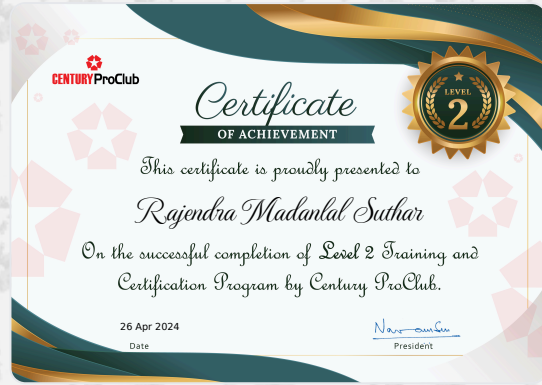 CENTURY ProClub
LEVEL
2
Certificate
OF ACHIEVEMENT
This certificate is proudly presented to
Rajendra Madanlal Suthar
On the successful completion of Level 2 Training and
Certification Program by Century ProClub.
26 Apr 2024
Date
President